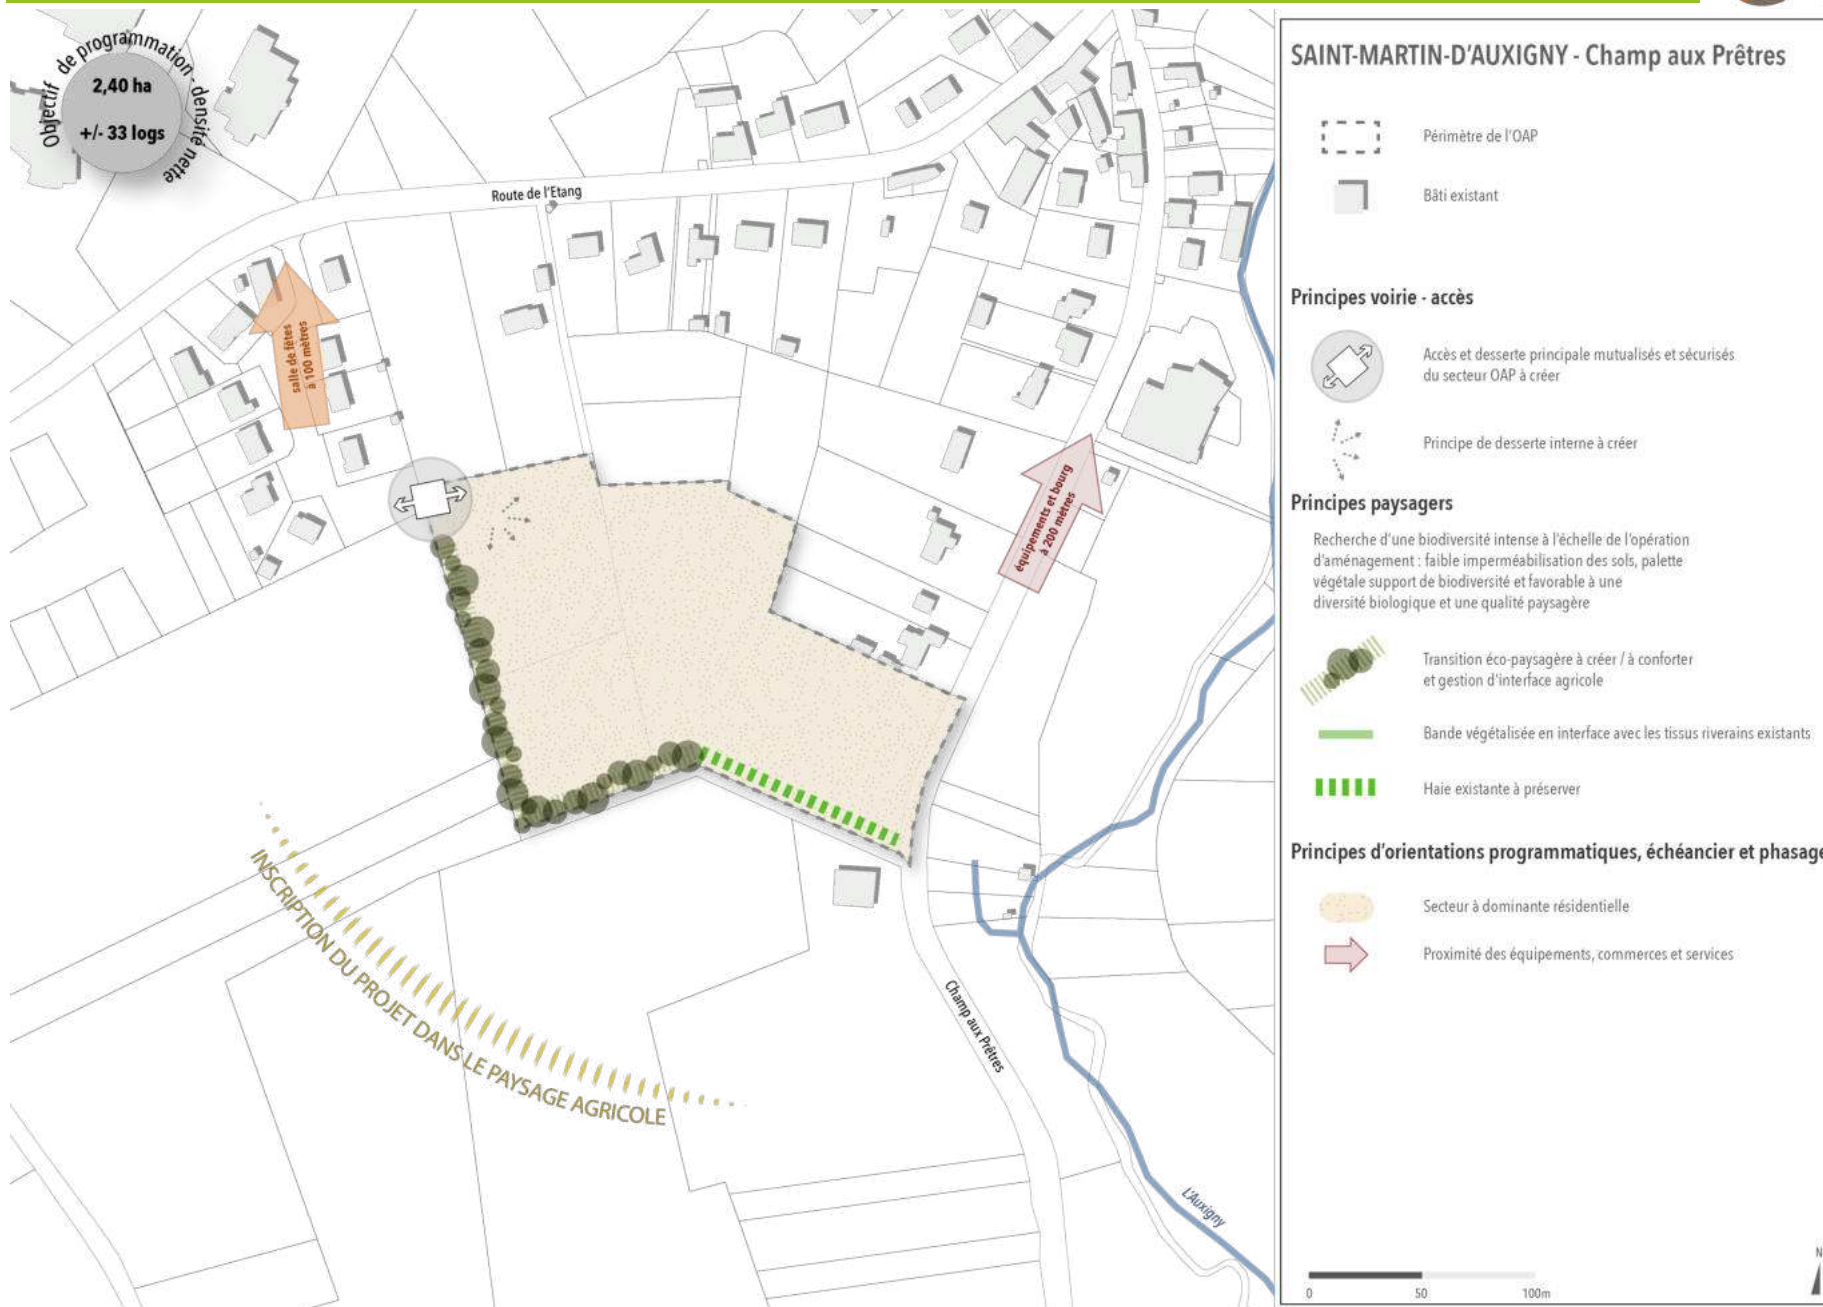 Objectif de programmation - densité nette
2,40 ha
+/- 33 logs
Route de l'Etang
salle de fêtes
à 100 mètres
équipements et bourg
à 200 mètres
INSCRIPTION DU PROJET DANS LE PAYSAGE AGRICOLE
Champ aux Prêtres
L'Auxigny
SAINT-MARTIN-D'AUXIGNY - Champ aux Prêtres
Périmètre de l'OAP
Bâti existant
Principes voirie - accès
Accès et desserte principale mutualisés et sécurisés
du secteur OAP à créer
Principe de desserte interne à créer
Principes paysagers
Recherche d'une biodiversité intense à l'échelle de l'opération
d'aménagement : faible imperméabilisation des sols, palette
végétale support de biodiversité et favorable à une
diversité biologique et une qualité paysagère
Transition éco-paysagère à créer / à conforter
et gestion d'interface agricole
Bande végétalisée en interface avec les tissus riverains existants
Haie existante à préserver
Principes d'orientations programmatiques, échéancier et phasage
Secteur à dominante résidentielle
Proximité des équipements, commerces et services
0 50 100m
N